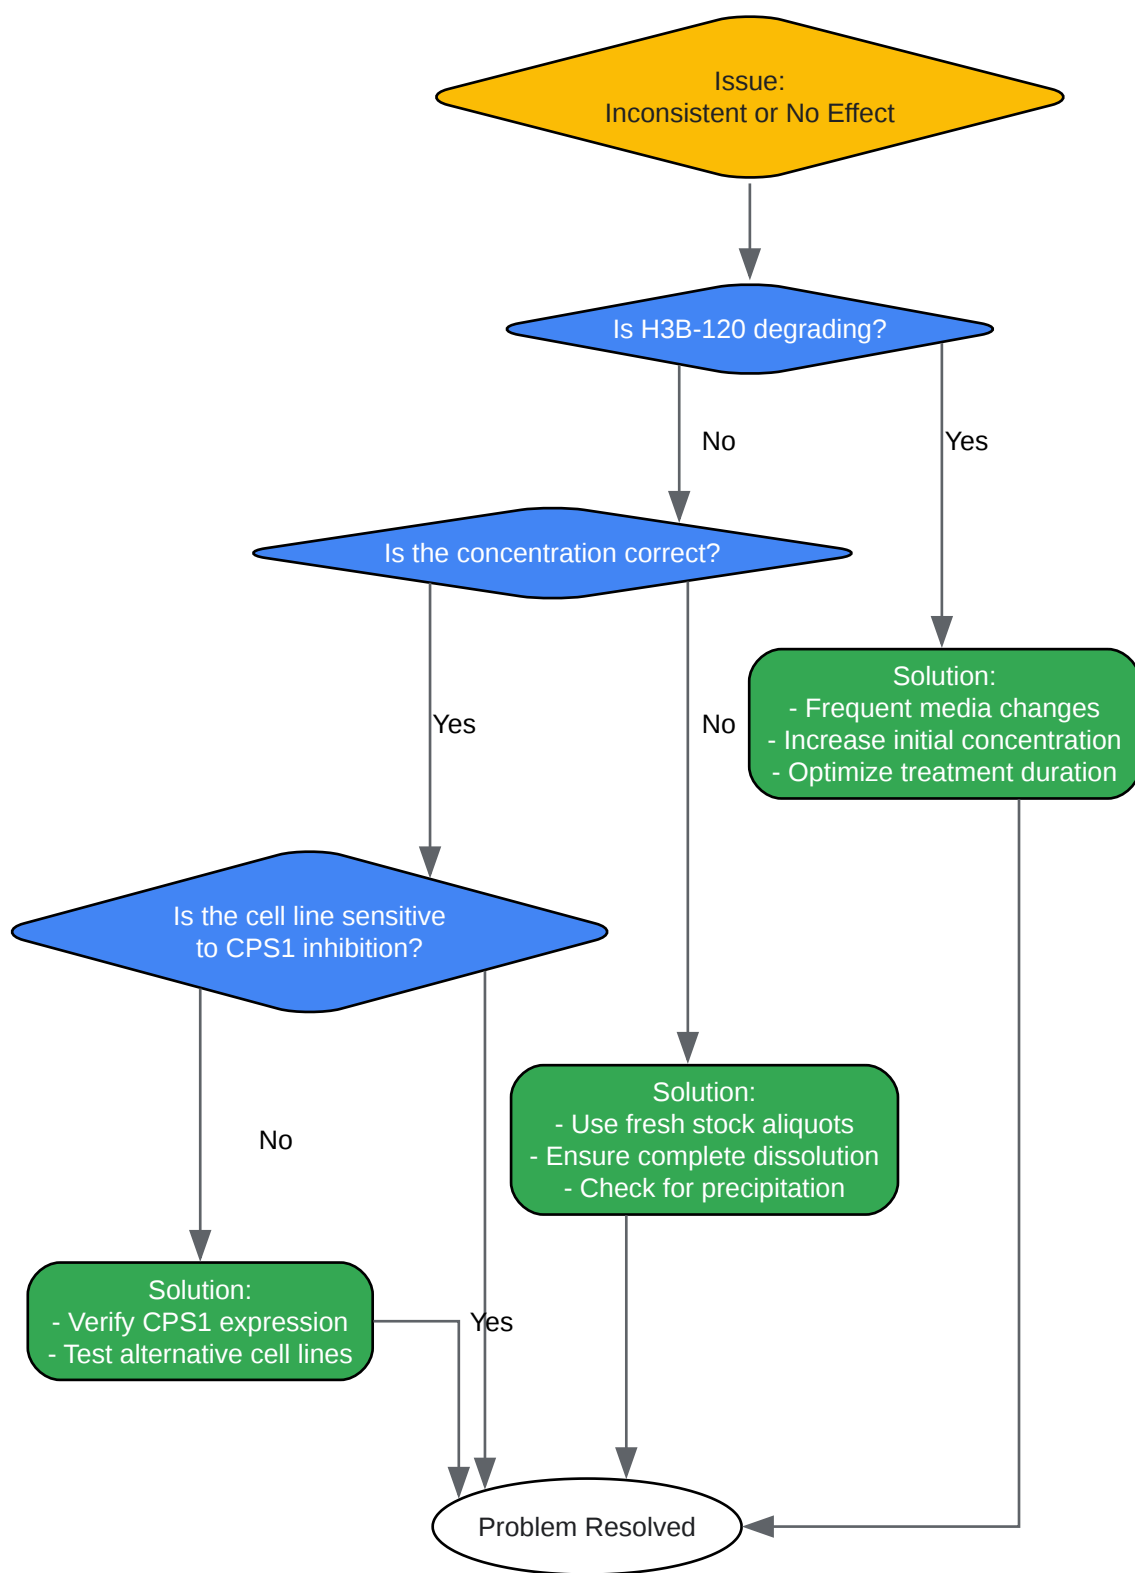 Issue:
Inconsistent or No Effect
Is H3B-120 degrading?
No
Yes
Is the concentration correct?
Yes
No
Solution:
- Frequent media changes
- Increase initial concentration
- Optimize treatment duration
Is the cell line sensitive
to CPS1 inhibition?
No
Yes
Solution:
- Use fresh stock aliquots
- Ensure complete dissolution
- Check for precipitation
Solution:
- Verify CPS1 expression
- Test alternative cell lines
Problem Resolved